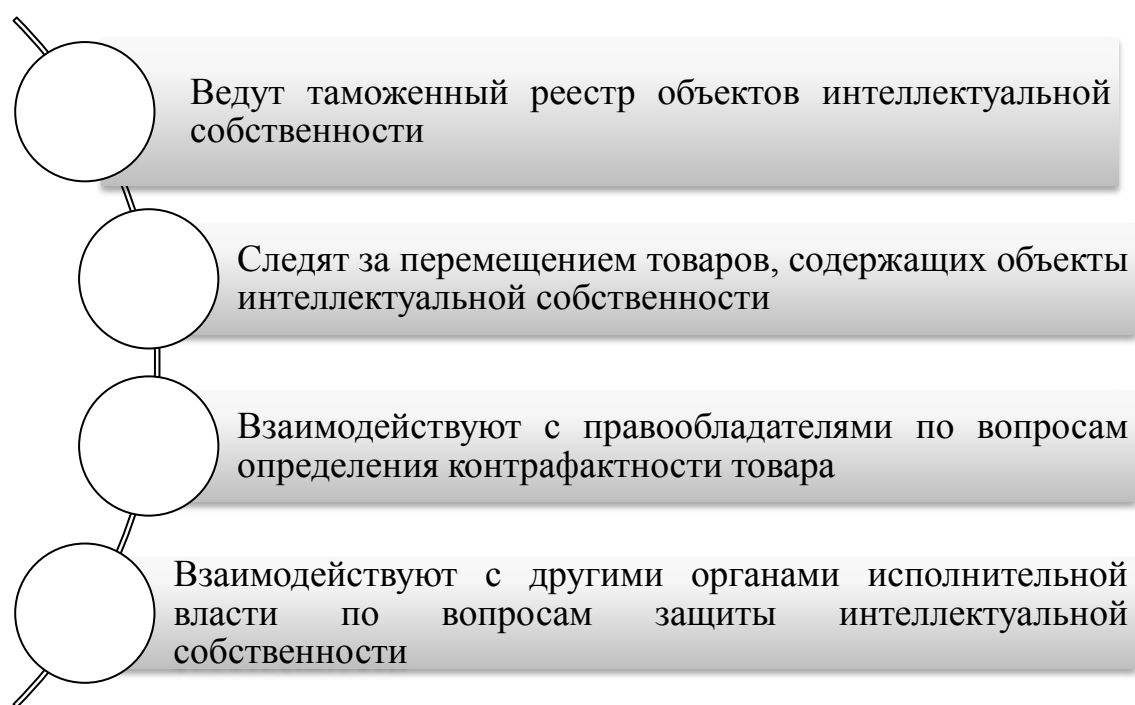 Ведут таможенный реестр объектов интеллектуальной
собственности
Следят за перемещением товаров, содержащих объекты
интеллектуальной собственности
Взаимодействуют с правообладателями по вопросам
определения контрафактности товара
Взаимодействуют с другими органами исполнительной
власти по вопросам защиты интеллектуальной
собственности